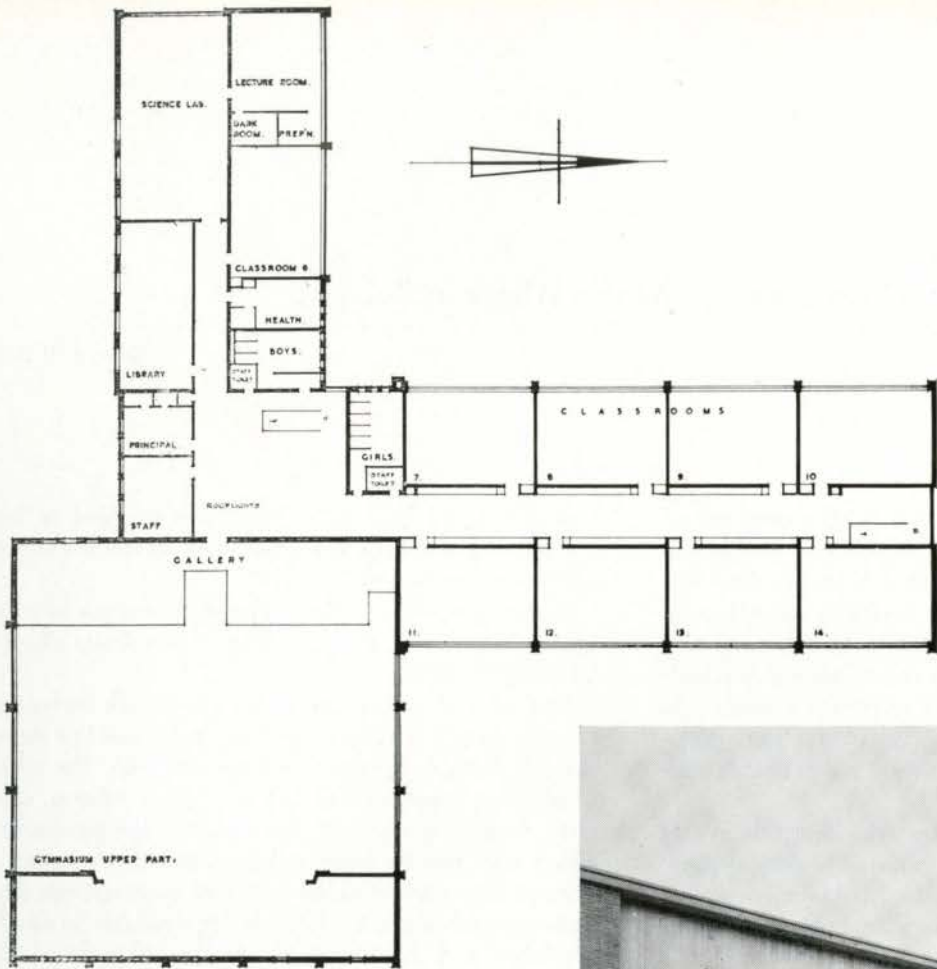 SCIENCE LAB.
LECTURE ROOM.
DARK ROOM.
PREP'N.
CLASSROOM 6.
HEALTH.
BOYS.
STAFF TOILET
LIBRARY
PRINCIPAL
STAFF
ROOFLIGHTS
GIRLS.
STAFF TOILET
CLASSROOMS
7.
8.
9.
10
GALLERY
11.
12.
13.
14.
GYMNASIUM UPPER PART.